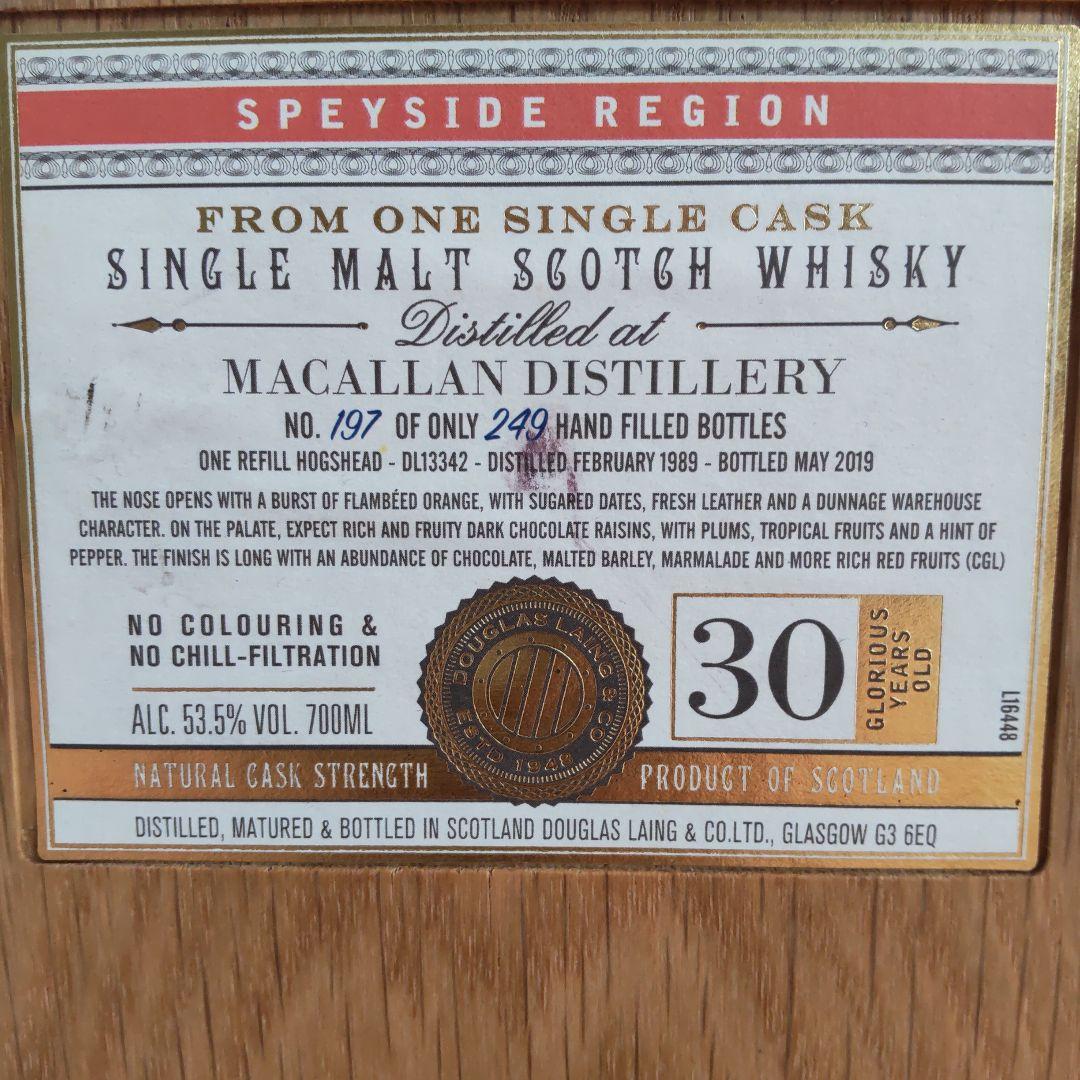 SPEYSIDE REGION
FROM ONE SINGLE CASK
SINGLE MALT SCOTCH WHISKY
Distilled at
MACALLAN DISTILLERY
NO. 197 OF ONLY 249 HAND FILLED BOTTLES
ONE REFILL HOGSHEAD - DL13342 - DISTILLED FEBRUARY 1989 - BOTTLED MAY 2019
THE NOSE OPENS WITH A BURST OF FLAMBÉED ORANGE, WITH SUGARED DATES, FRESH LEATHER AND A DUNNAGE WAREHOUSE
CHARACTER. ON THE PALATE, EXPECT RICH AND FRUITY DARK CHOCOLATE RAISINS, WITH PLUMS, TROPICAL FRUITS AND A HINT OF
PEPPER. THE FINISH IS LONG WITH AN ABUNDANCE OF CHOCOLATE, MALTED BARLEY, MARMALADE AND MORE RICH RED FRUITS (CGL)
NO COLOURING &
NO CHILL-FILTRATION
ALC. 53.5% VOL. 700ML
DOUGLAS LAING & CO
ESTD 1948
30
GLORIOUS
YEARS
OLD
L16448
NATURAL CASK STRENGTH
PRODUCT OF SCOTLAND
DISTILLED, MATURED & BOTTLED IN SCOTLAND DOUGLAS LAING & CO.LTD., GLASGOW G3 6EQ